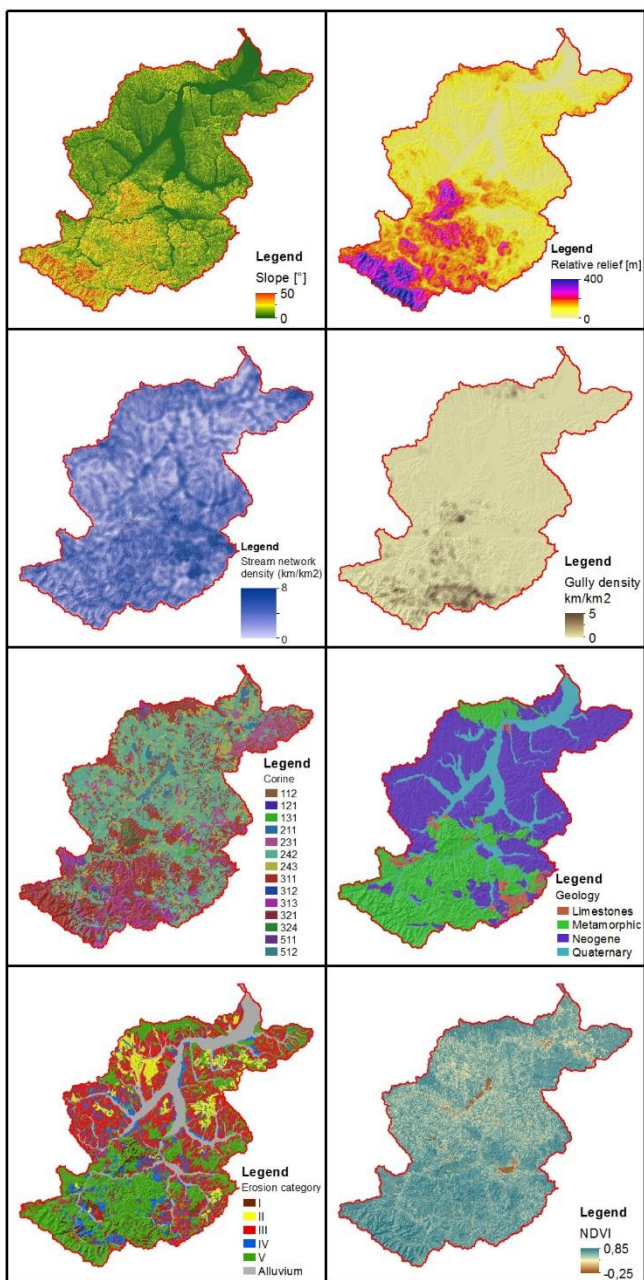 Legend
Slope [°]
50
0
Legend
Relative relief [m]
400
0
Legend
Stream network
density (km/km2)
8
0
Legend
Gully density
km/km2
5
0
Legend
Corine
112
121
131
211
231
242
243
311
312
313
321
324
511
512
Legend
Geology
Limestones
Metamorphic
Neogene
Quaternary
Legend
Erosion category
I
II
III
IV
V
Alluvium
Legend
NDVI
0,85
-0,25